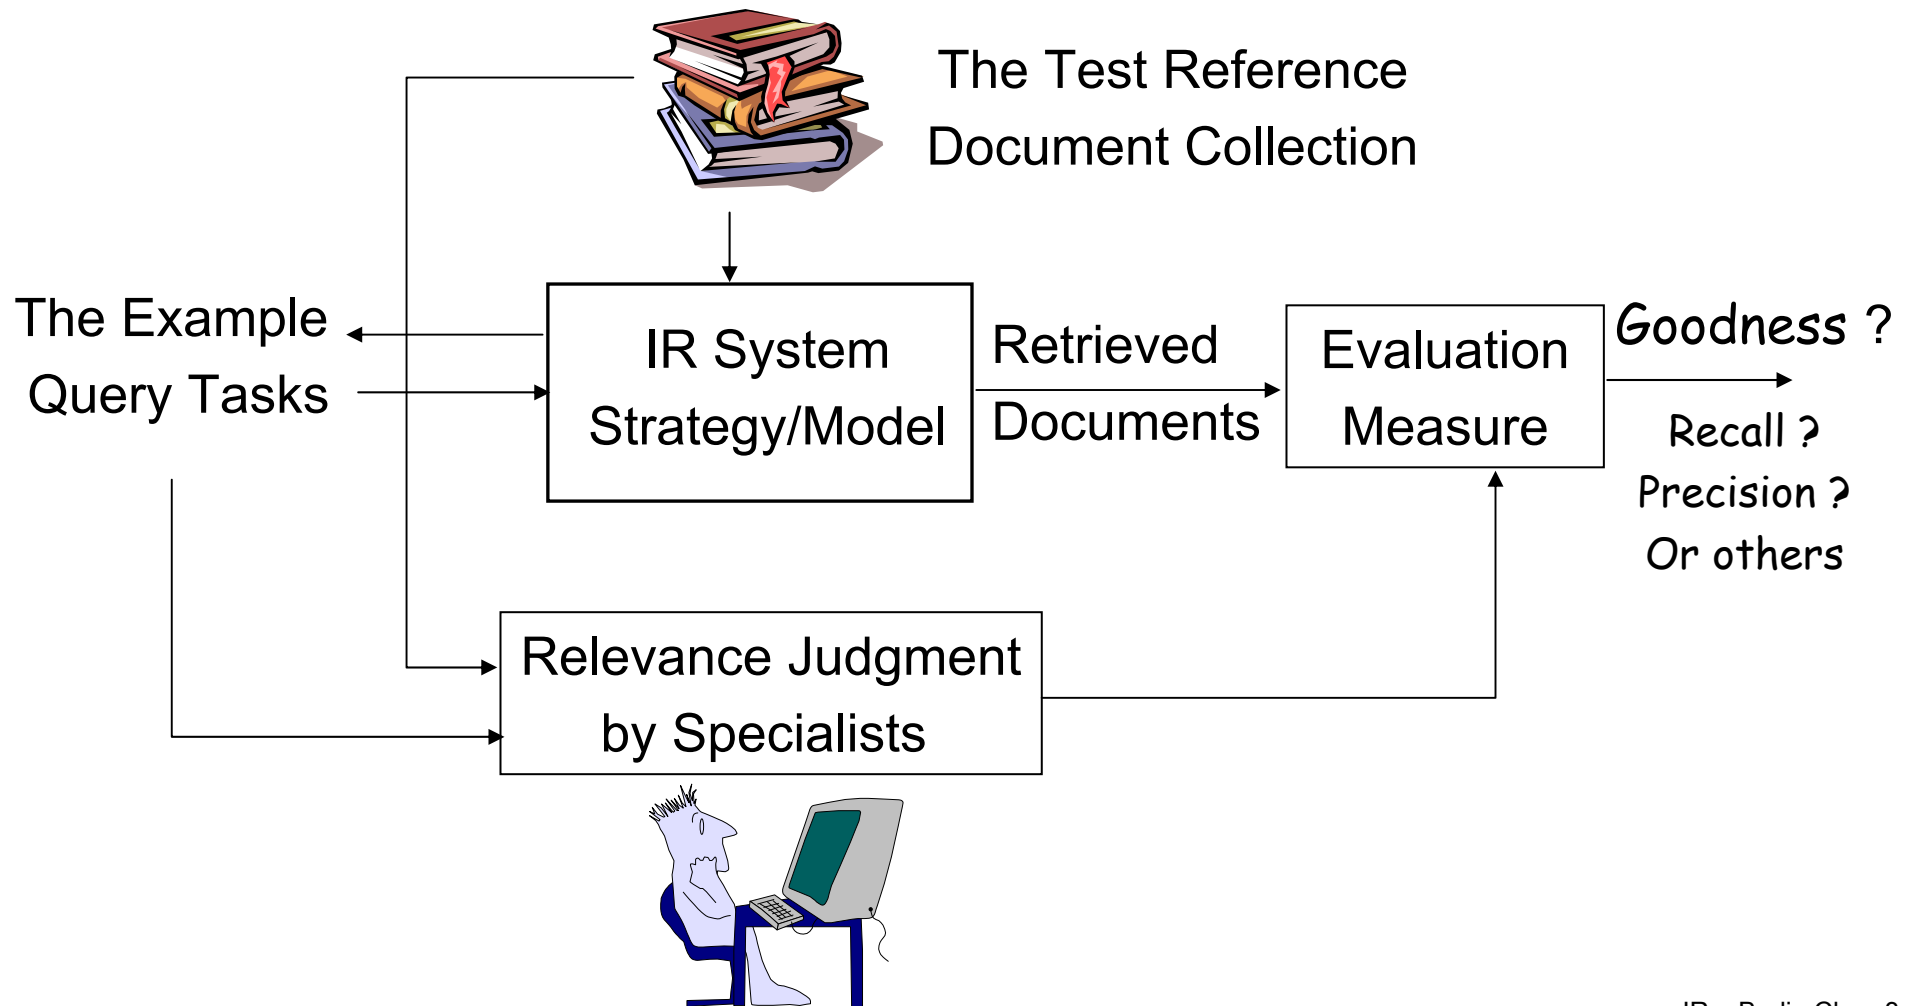 The Test Reference
Document Collection
The Example
Query Tasks
IR System
Strategy/Model
Retrieved
Documents
Evaluation
Measure
Goodness ?
Recall ?
Precision ?
Or others
Relevance Judgment
by Specialists